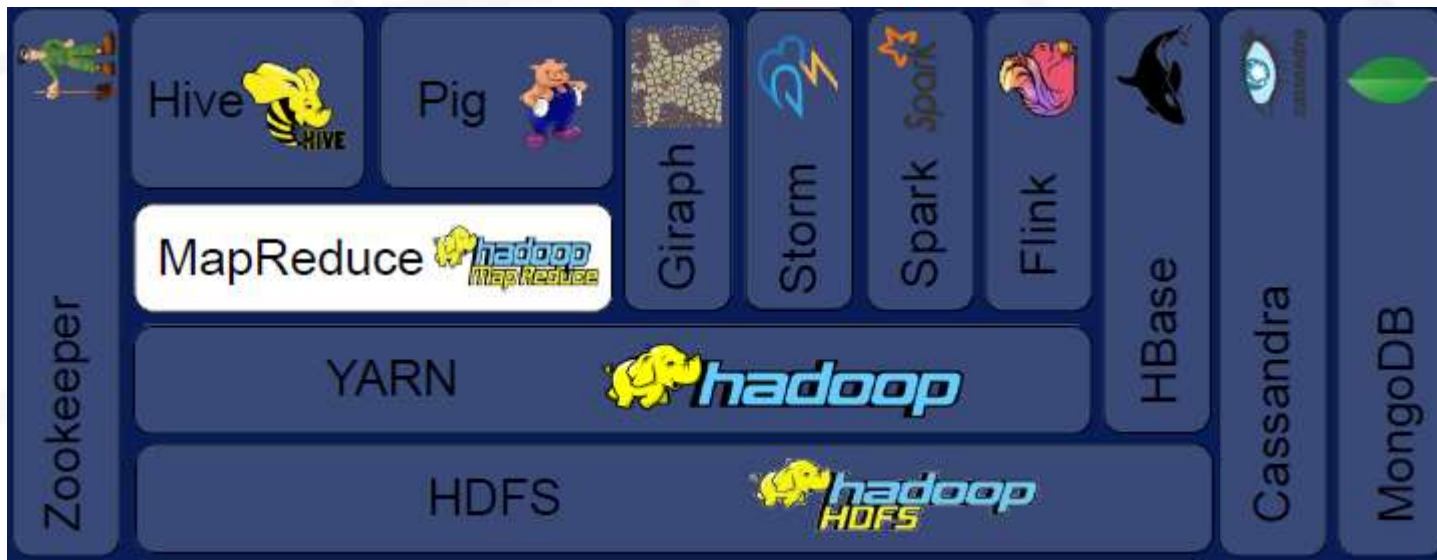 Zookeeper
Hive
HIVE
Pig
Giraph
Storm
Spark
Spark
Flink
HBase
Cassandra
cassandra
MongoDB
MapReduce
hadoop
Map Reduce
YARN
hadoop
HDFS
hadoop
HDFS